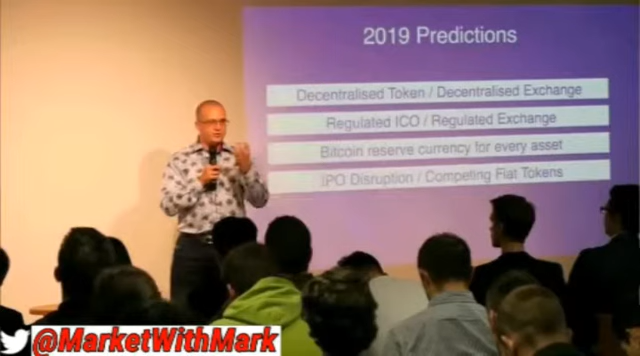 2019 Predictions
Decentralised Token / Decentralised Exchange
Regulated ICO / Regulated Exchange
Bitcoin reserve currency for every asset
IPO Disruption / Competing Fiat Tokens
@MarketWithMark